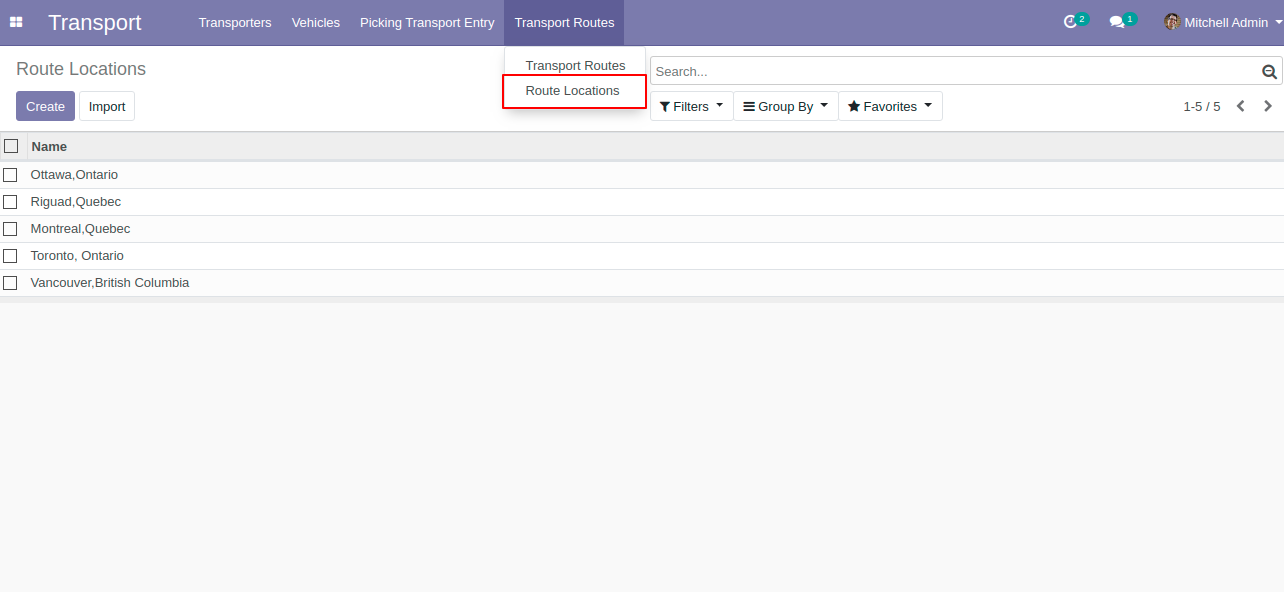 Transport Transporters Vehicles Picking Transport Entry Transport Routes 2 1 Mitchell Admin
Route Locations
Transport Routes
Search...
Route Locations
Create Import Filters Group By Favorites 1-5 / 5
Name
Ottawa,Ontario
Riguad,Quebec
Montreal,Quebec
Toronto, Ontario
Vancouver,British Columbia